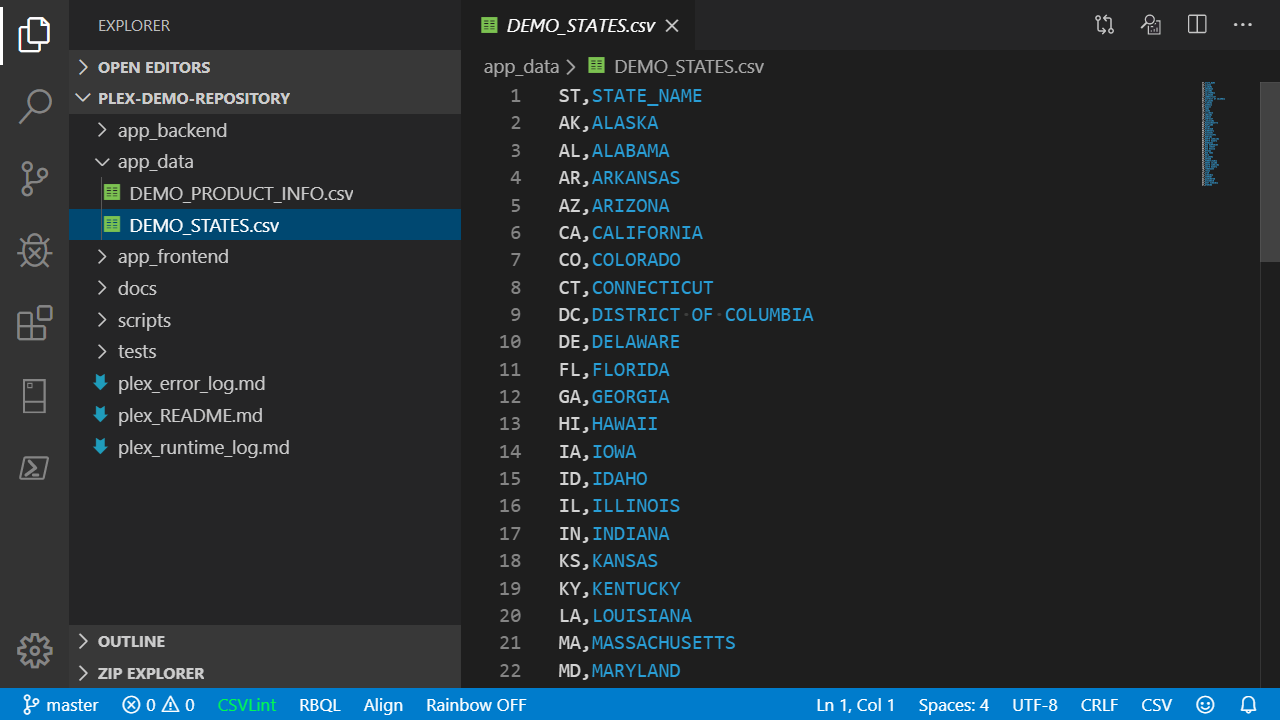 EXPLORER
OPEN EDITORS
PLEX-DEMO-REPOSITORY
app_backend
app_data
DEMO_PRODUCT_INFO.csv
DEMO_STATES.csv
app_frontend
docs
scripts
tests
plex_error_log.md
plex_README.md
plex_runtime_log.md
OUTLINE
ZIP EXPLORER
DEMO_STATES.csv
app_data > DEMO_STATES.csv
1 ST,STATE_NAME
2 AK,ALASKA
3 AL,ALABAMA
4 AR,ARKANSAS
5 AZ,ARIZONA
6 CA,CALIFORNIA
7 CO,COLORADO
8 CT,CONNECTICUT
9 DC,DISTRICT OF COLUMBIA
10 DE,DELAWARE
11 FL,FLORIDA
12 GA,GEORGIA
13 HI,HAWAII
14 IA,IOWA
15 ID,IDAHO
16 IL,ILLINOIS
17 IN,INDIANA
18 KS,KANSAS
19 KY,KENTUCKY
20 LA,LOUISIANA
21 MA,MASSACHUSETTS
22 MD,MARYLAND
master 0 0 CSVLint RBQL Align Rainbow OFF Ln 1, Col 1 Spaces: 4 UTF-8 CRLF CSV